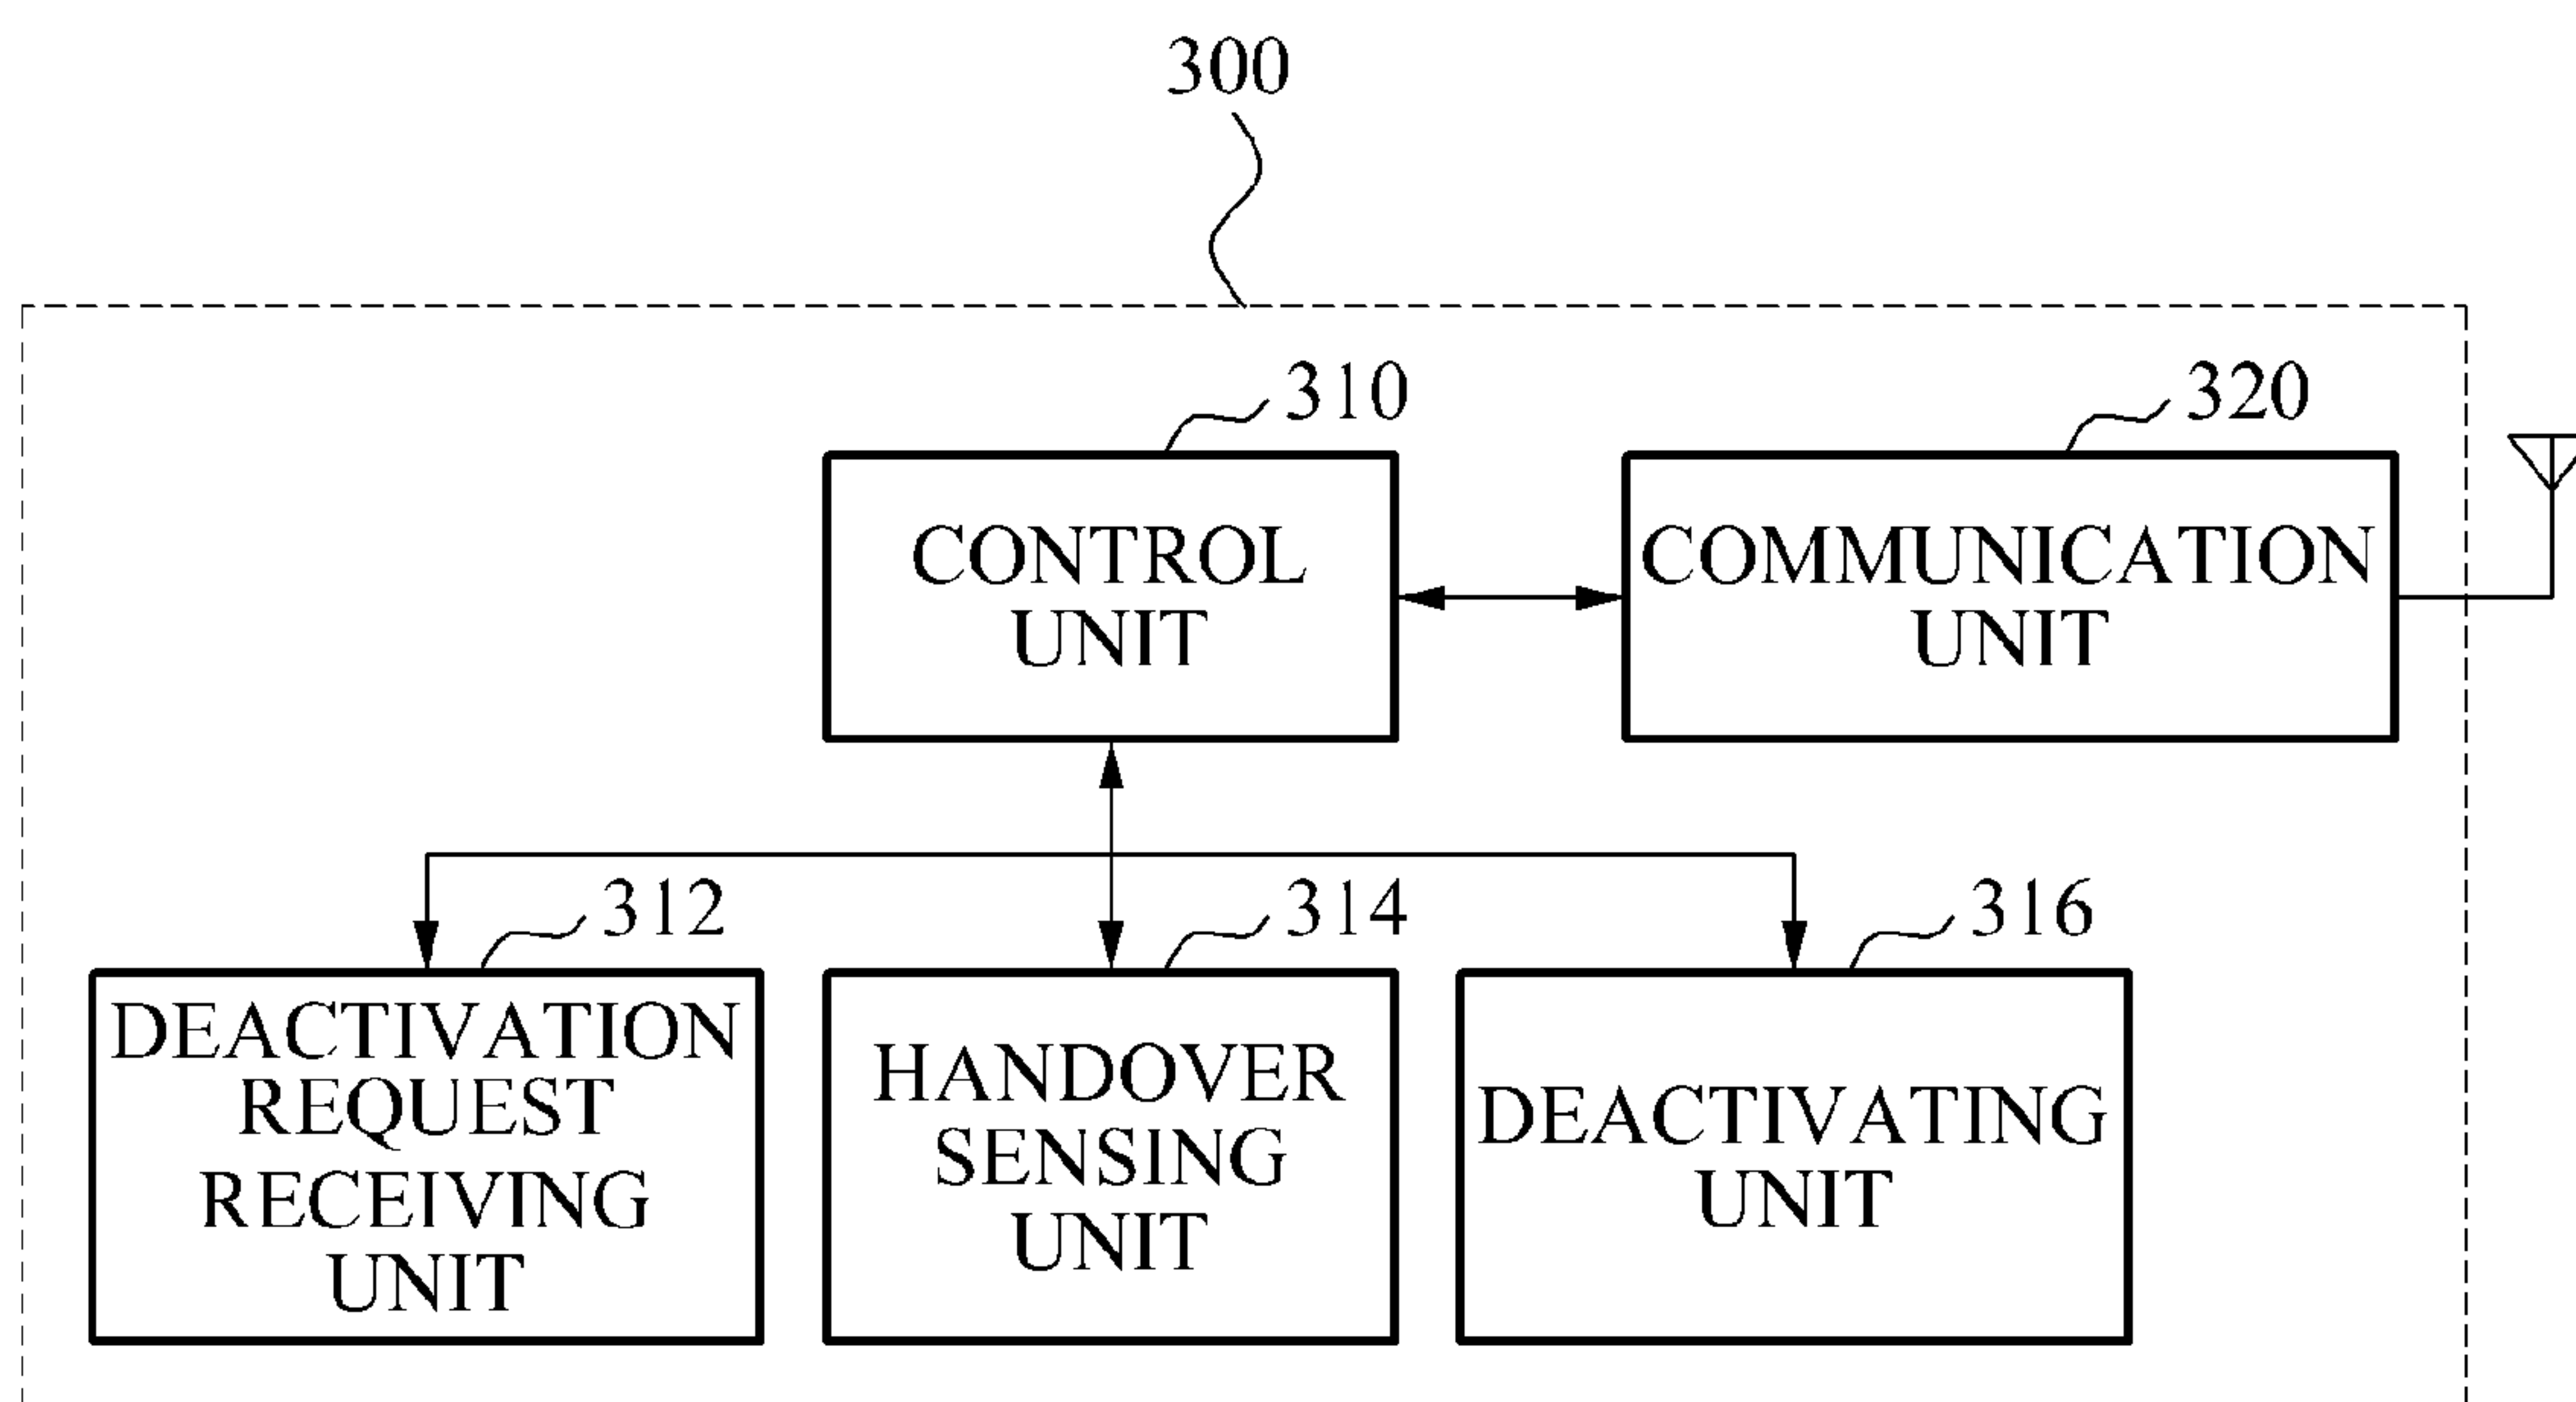 300
310
320
CONTROL
UNIT
COMMUNICATION
UNIT
312
314
316
DEACTIVATION
REQUEST
RECEIVING
UNIT
HANDOVER
SENSING
UNIT
DEACTIVATING
UNIT